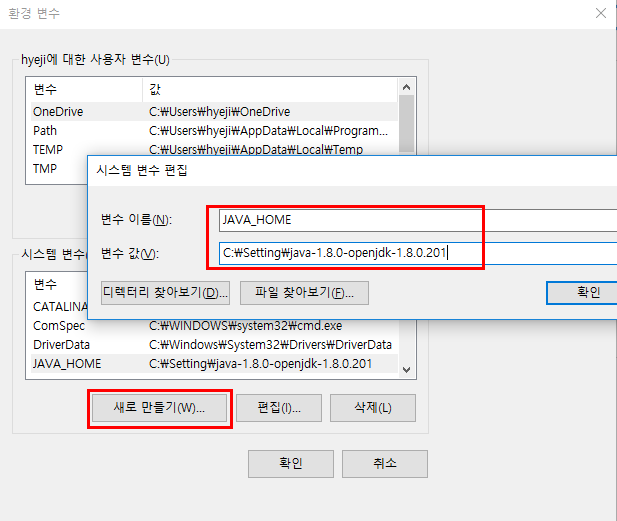 환경 변수
hyeji에 대한 사용자 변수(U)
변수 값
OneDrive C:₩Users₩hyeji₩OneDrive
Path C:₩Users₩hyeji₩AppData₩Local₩Program...
TEMP C:₩Users₩hyeji₩AppData₩Local₩Temp
TMP
시스템 변수 편집
변수 이름(N): JAVA_HOME
변수 값(V): C:₩Setting₩java-1.8.0-openjdk-1.8.0.201
디렉터리 찾아보기(D)... 파일 찾아보기(F)... 확인
시스템 변수
변수
CATALINA
ComSpec C:₩WINDOWS₩system32₩cmd.exe
DriverData C:₩Windows₩System32₩Drivers₩DriverData
JAVA_HOME C:₩Setting₩java-1.8.0-openjdk-1.8.0.201
새로 만들기(W)... 편집(I)... 삭제(L)
확인 취소